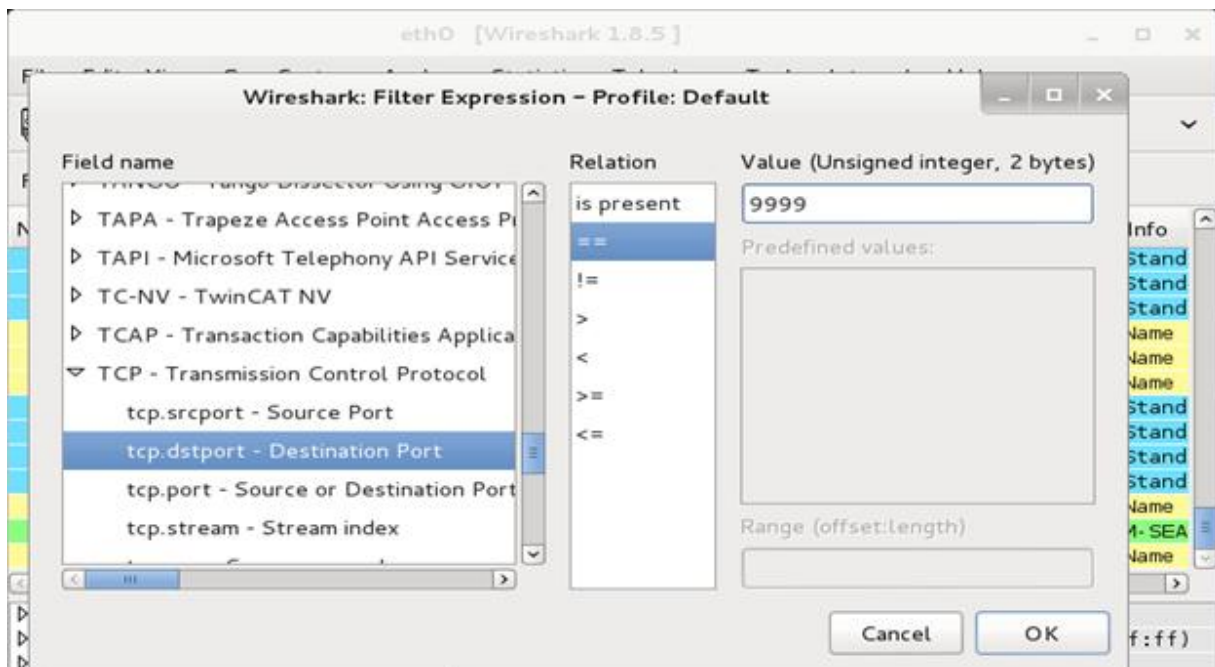 eth0 [Wireshark 1.8.5 ]
Wireshark: Filter Expression – Profile: Default
Field name
TAPA - Trapeze Access Point Access
TAPI - Microsoft Telephony API Service
TC-NV - TwinCAT NV
TCAP - Transaction Capabilities Applica
TCP - Transmission Control Protocol
tcp.srcport - Source Port
tcp.dstport - Destination Port
tcp.port - Source or Destination Port
tcp.stream - Stream index
Relation
is present
==
!=
>
<
>=
<=
Value (Unsigned integer, 2 bytes)
9999
Predefined values:
Range (offset:length)
Cancel
OK
Info
Stand
Stand
Stand
Name
Name
Name
Stand
Stand
Stand
Stand
Name
M-SEA
Name
f:ff)